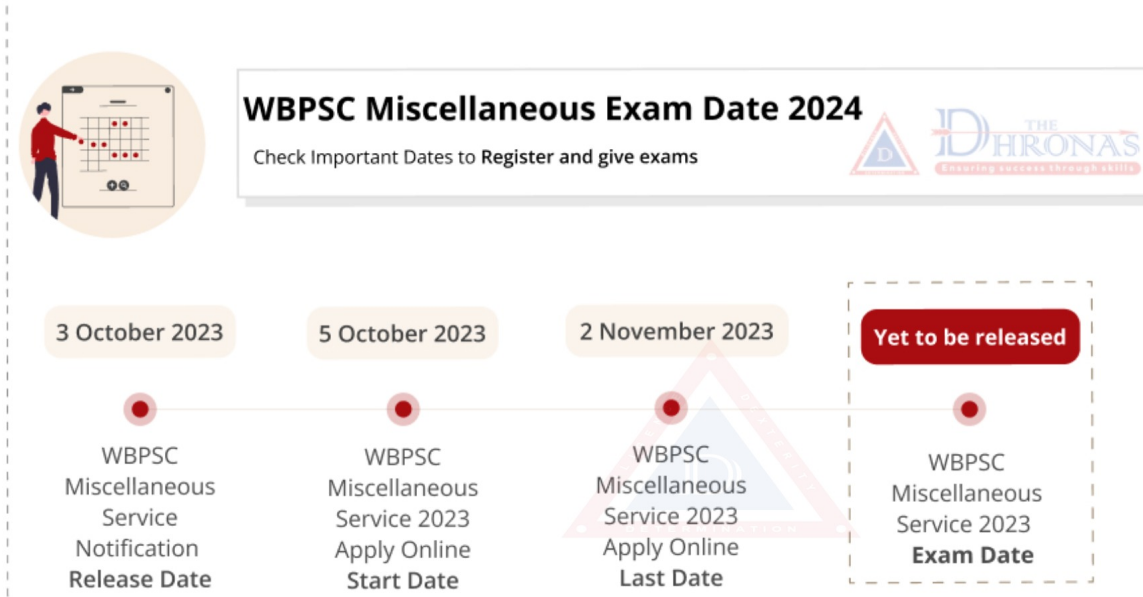 WBPSC Miscellaneous Exam Date 2024
Check Important Dates to Register and give exams
D
THE
DHRONAS
Ensuring success through skills
3 October 2023
WBPSC
Miscellaneous
Service
Notification
Release Date
5 October 2023
WBPSC
Miscellaneous
Service 2023
Apply Online
Start Date
2 November 2023
WBPSC
Miscellaneous
Service 2023
Apply Online
Last Date
Yet to be released
WBPSC
Miscellaneous
Service 2023
Exam Date